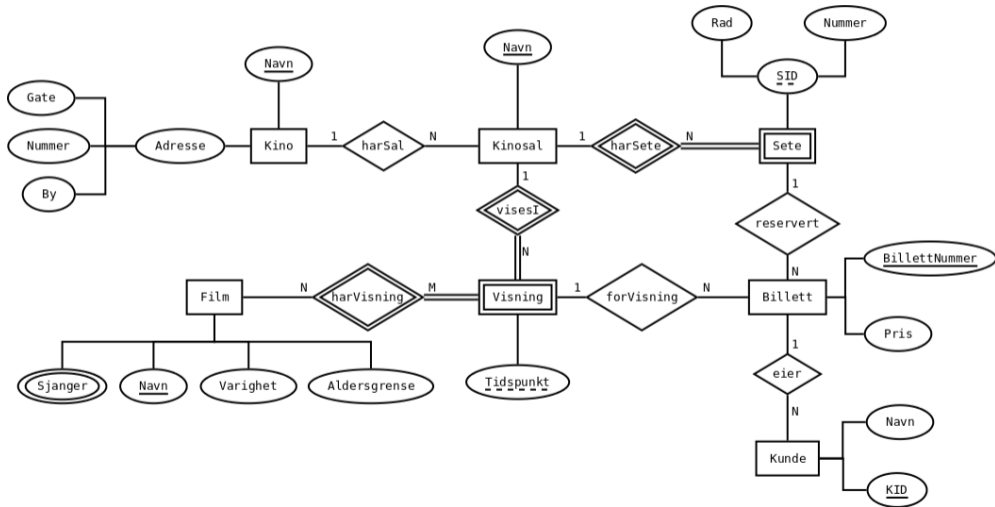 Rad
Nummer
Navn
Navn
SID
Gate
Nummer
Adresse
Kino
1
harSal
N
Kinosal
1
harSete
N
Sete
By
1
visesI
N
1
reservert
N
BillettNummer
Film
N
harVisning
M
Visning
1
forVisning
N
Billett
Pris
1
eier
N
Sjanger
Navn
Varighet
Aldersgrense
Tidspunkt
Navn
Kunde
KID